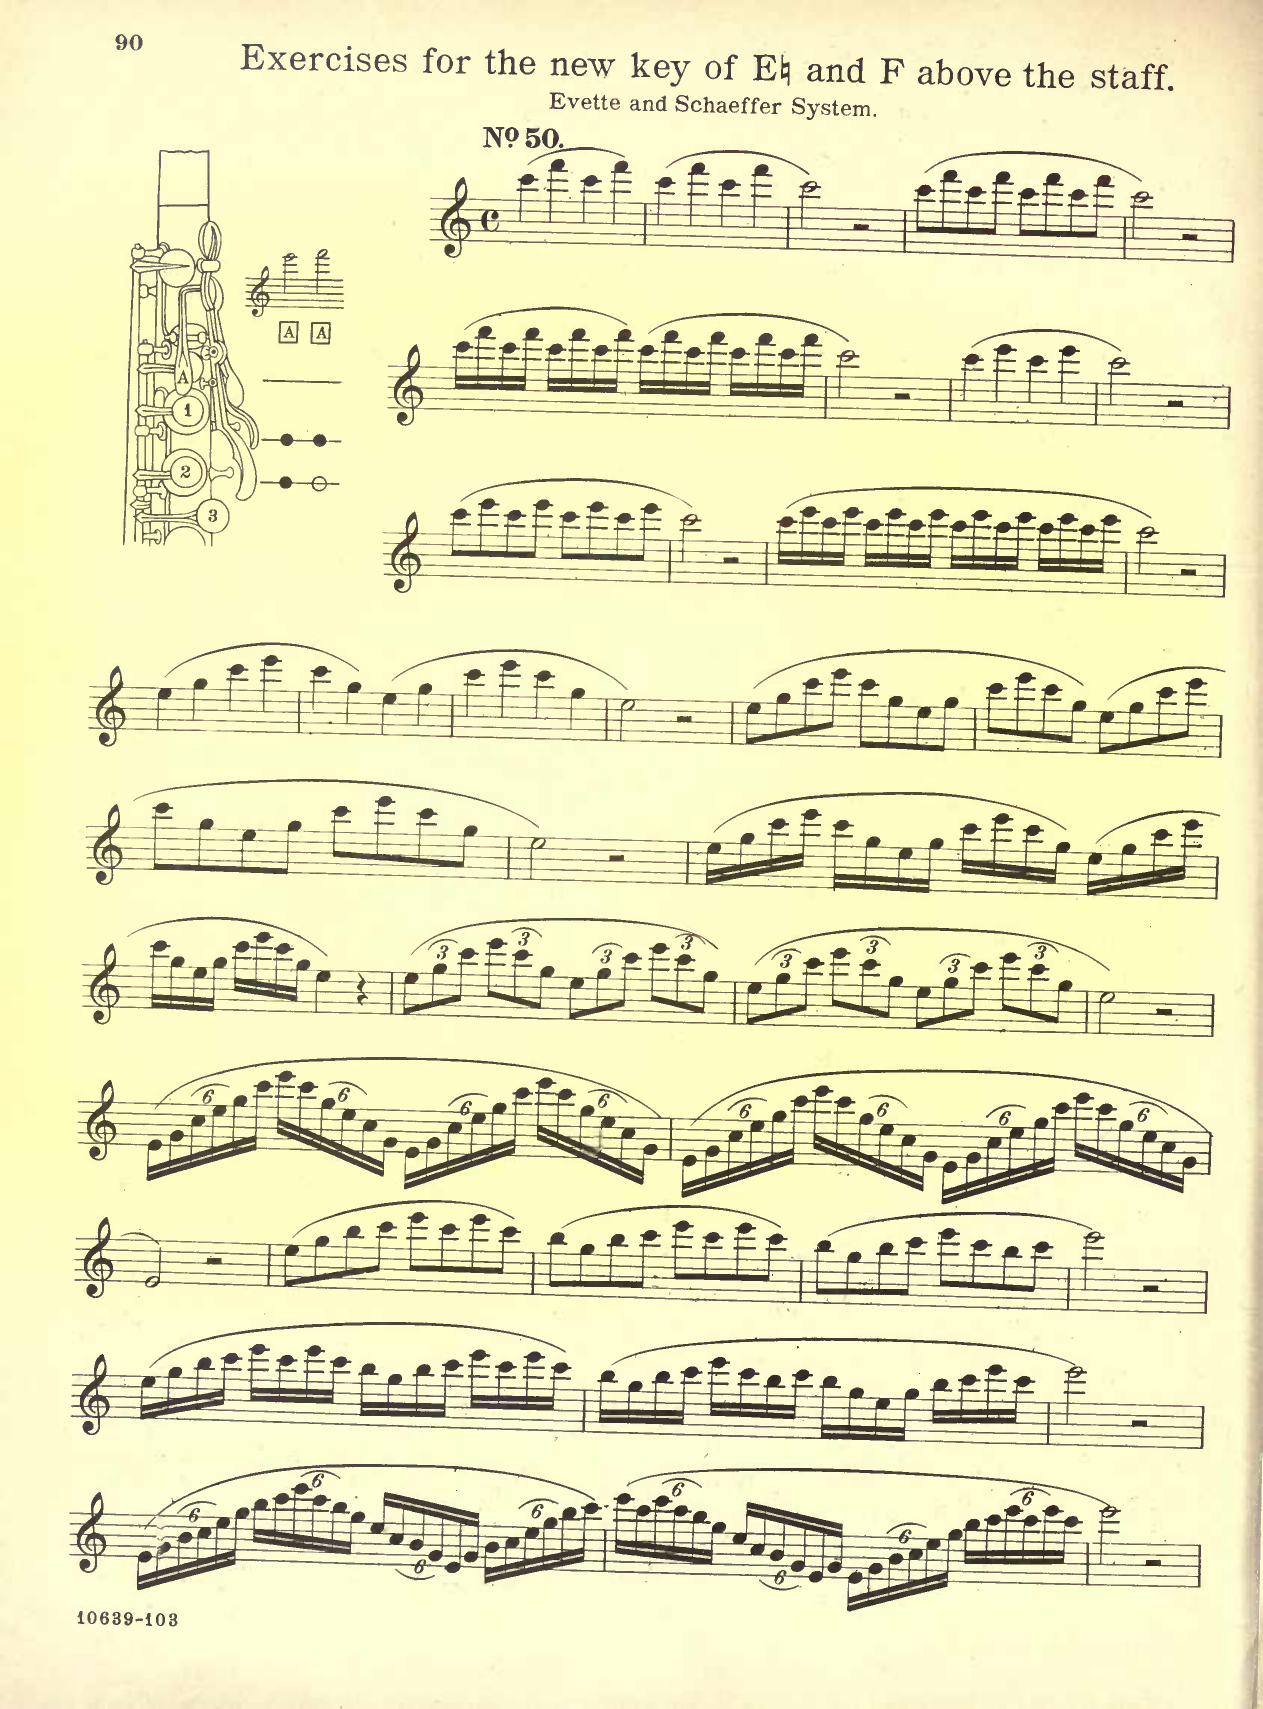 90
Exercises for the new key of E♮ and F above the staff.
Evette and Schaeffer System.
No 50.
A A
A
1
2
3
3 3 3 3 3 3 3 3
6 6 6 6 6 6 6 6
6 6 6 6 6 6 6 6
10639-103